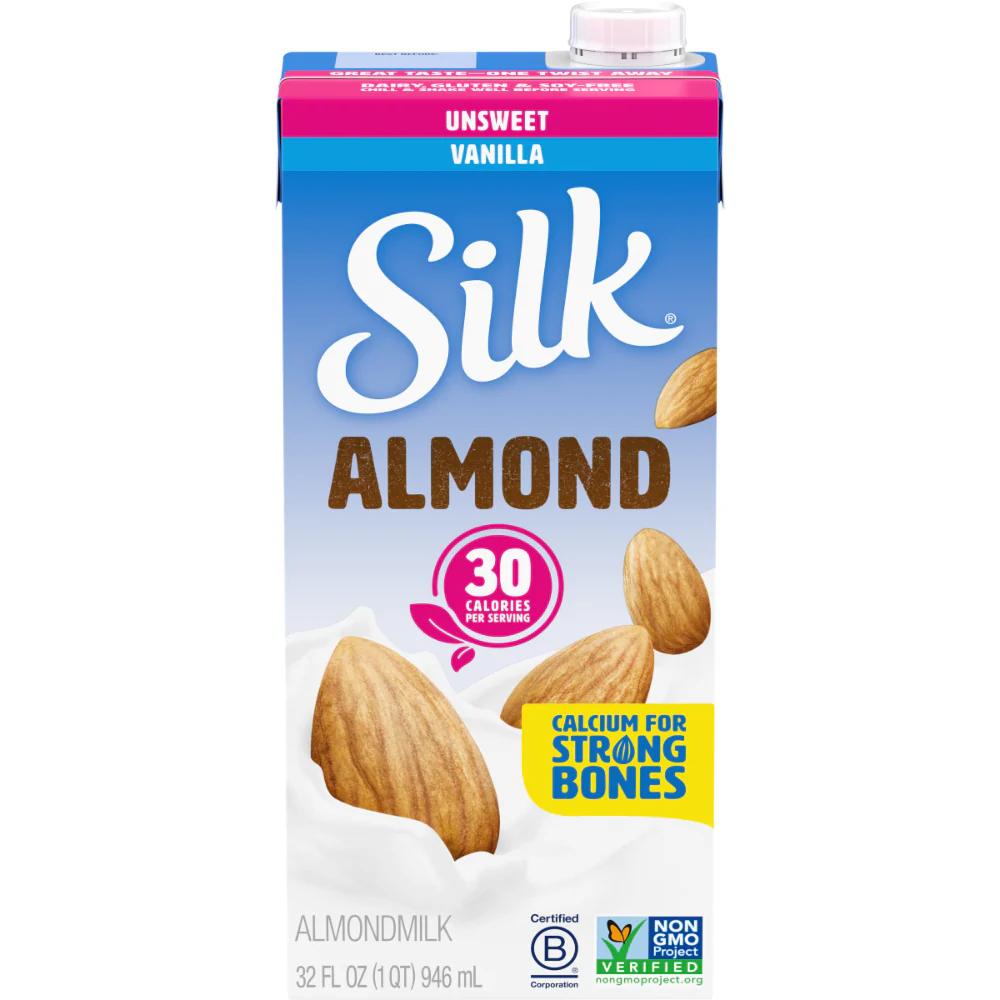 BEST BEFORE:
GREAT TASTE—ONE TWIST AWAY
DAIRY, GLUTEN & SOY-FREE
CHILL & SHAKE WELL BEFORE SERVING
UNSWEET
VANILLA
Silk®
ALMOND
30
CALORIES
PER SERVING
CALCIUM FOR
STRONG
BONES
ALMONDMILK
32 FL OZ (1 QT) 946 mL
Certified
B
®
Corporation
NON
GMO
Project
VERIFIED
nongmoproject.org